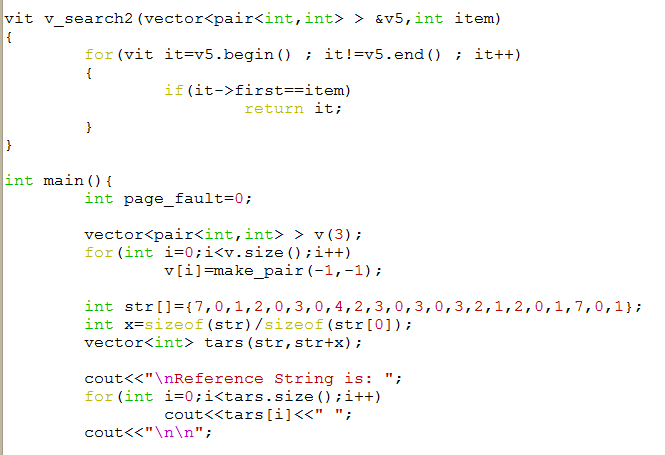 vit v_search2(vector<pair<int,int> > &v5,int item)
{
        for(vit it=v5.begin() ; it!=v5.end() ; it++)
        {
                if(it->first==item)
                        return it;
        }
}

int main(){
        int page_fault=0;

        vector<pair<int,int> > v(3);
        for(int i=0;i<v.size();i++)
                v[i]=make_pair(-1,-1);

        int str[]={7,0,1,2,0,3,0,4,2,3,0,3,0,3,2,1,2,0,1,7,0,1};
        int x=sizeof(str)/sizeof(str[0]);
        vector<int> tars(str,str+x);

        cout<<"\nReference String is: ";
        for(int i=0;i<tars.size();i++)
                cout<<tars[i]<<" ";
        cout<<"\n\n";